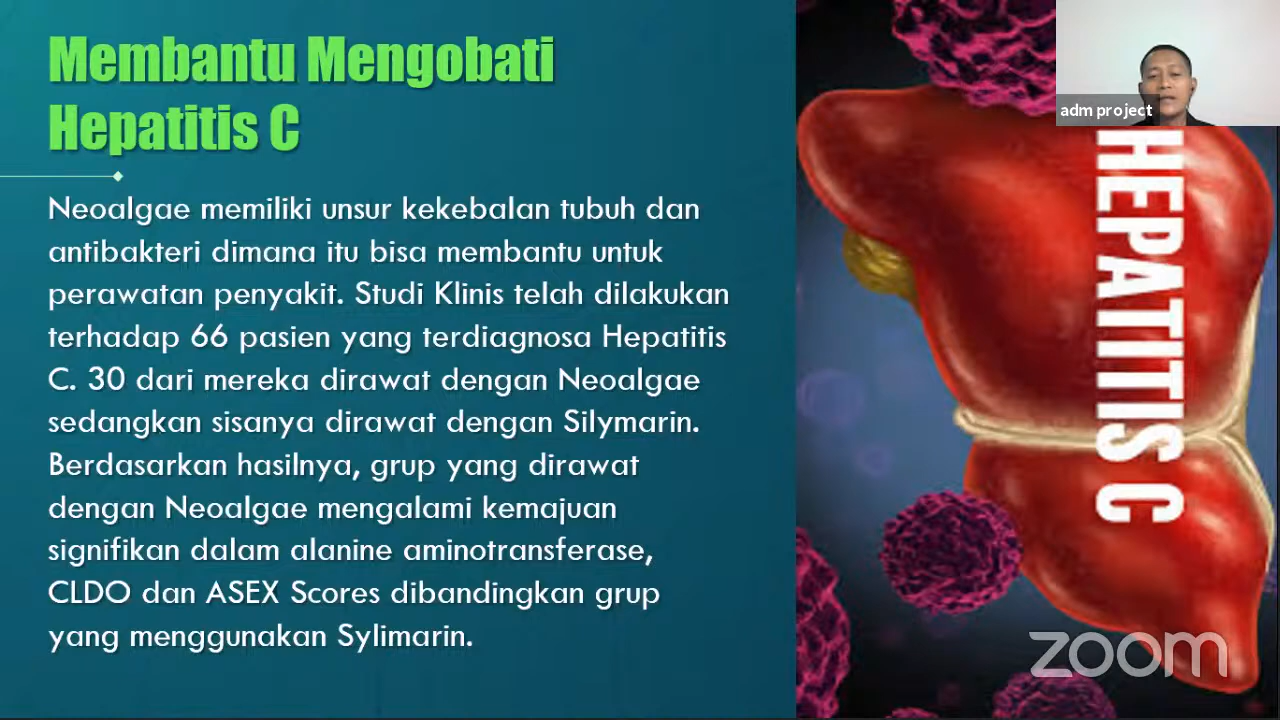 Membantu Mengobati
Hepatitis C
Neoalgae memiliki unsur kekebalan tubuh dan
antibakteri dimana itu bisa membantu untuk
perawatan penyakit. Studi Klinis telah dilakukan
terhadap 66 pasien yang terdiagnosa Hepatitis
C. 30 dari mereka dirawat dengan Neoalgae
sedangkan sisanya dirawat dengan Silymarin.
Berdasarkan hasilnya, grup yang dirawat
dengan Neoalgae mengalami kemajuan
signifikan dalam alanine aminotransferase,
CLDO dan ASEX Scores dibandingkan grup
yang menggunakan Sylimarin.
adm project
HEPATITIS C
zoom